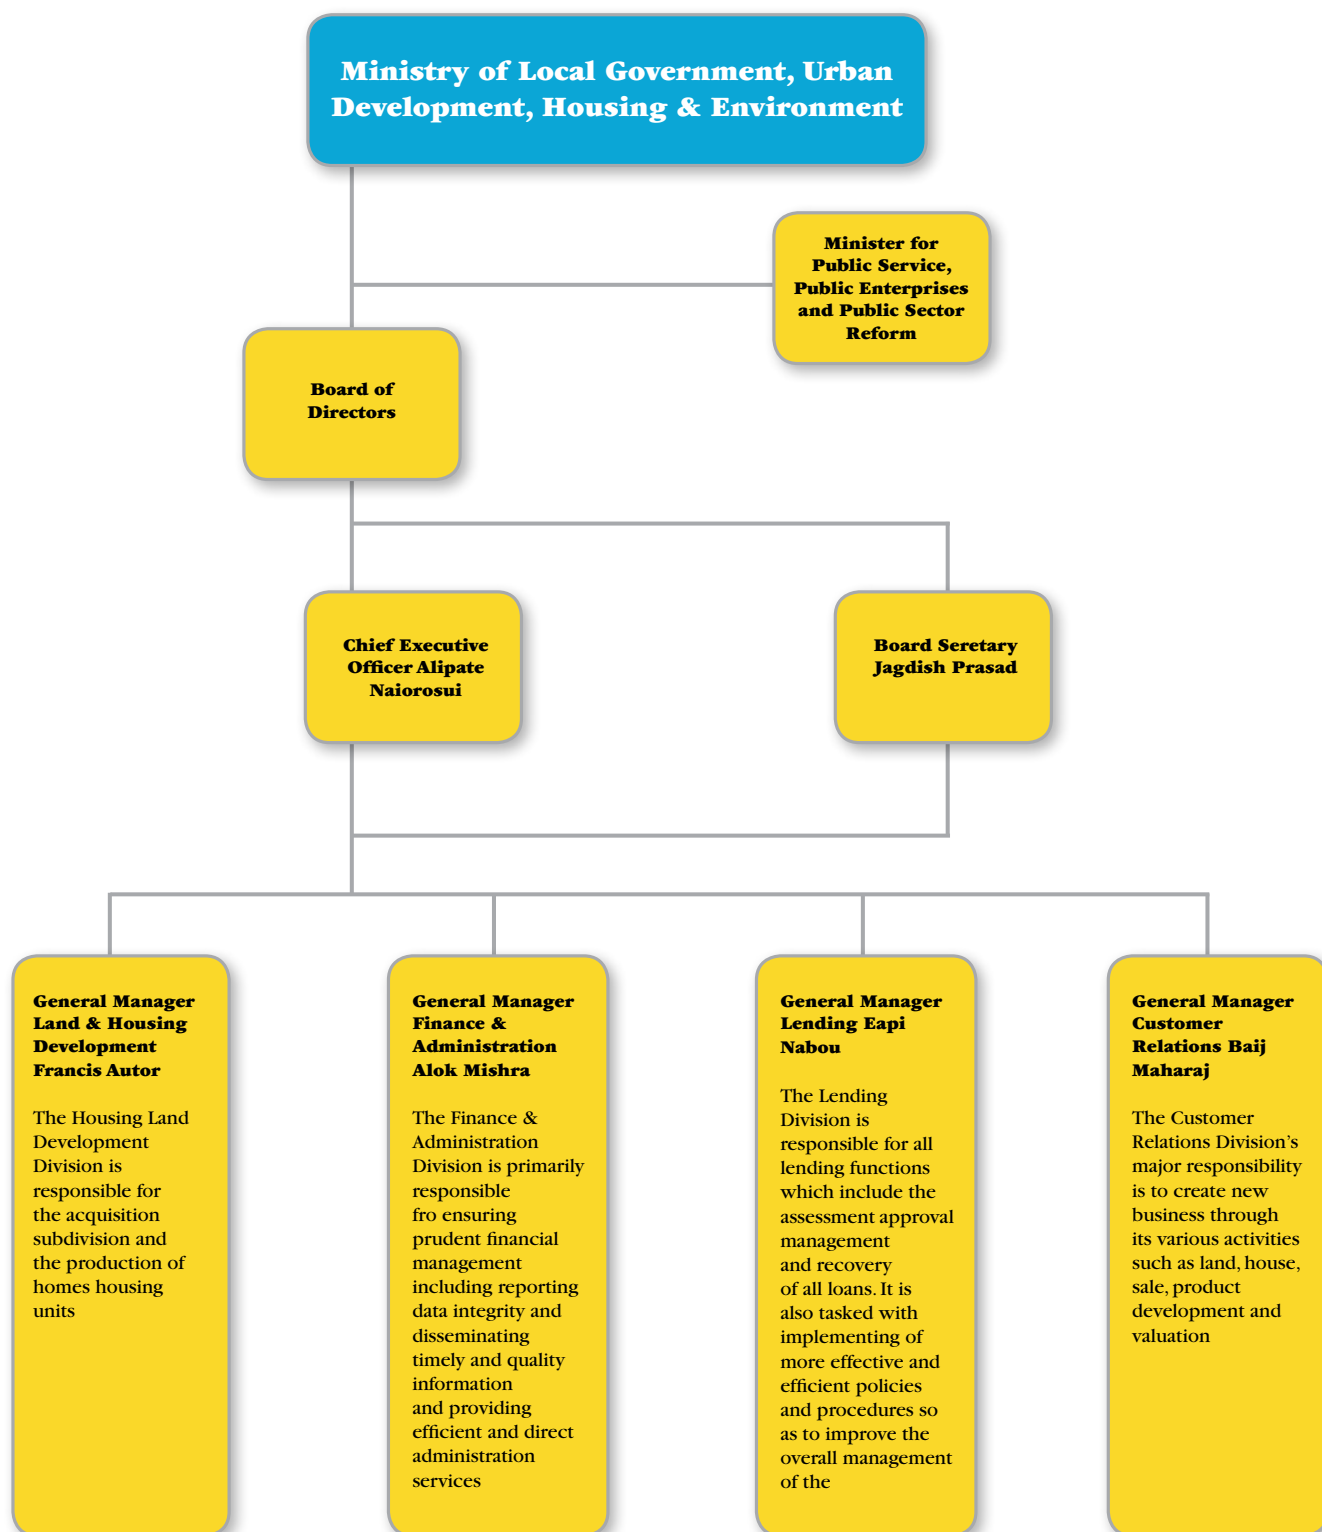 Ministry of Local Government, Urban
Development, Housing & Environment
Minister for
Public Service,
Public Enterprises
and Public Sector
Reform
Board of
Directors
Chief Executive
Officer Alipate
Naiorosui
Board Seretary
Jagdish Prasad
General Manager
Land & Housing
Development
Francis Autor
The Housing Land
Development
Division is
responsible for
the acquisition
subdivision and
the production of
homes housing
units
General Manager
Finance &
Administration
Alok Mishra
The Finance &
Administration
Division is primarily
responsible
fro ensuring
prudent financial
management
including reporting
data integrity and
disseminating
timely and quality
information
and providing
efficient and direct
administration
services
General Manager
Lending Eapi
Nabou
The Lending
Division is
responsible for all
lending functions
which include the
assessment approval
management
and recovery
of all loans. It is
also tasked with
implementing of
more effective and
efficient policies
and procedures so
as to improve the
overall management
of the
General Manager
Customer
Relations Baij
Maharaj
The Customer
Relations Division's
major responsibility
is to create new
business through
its various activities
such as land, house,
sale, product
development and
valuation